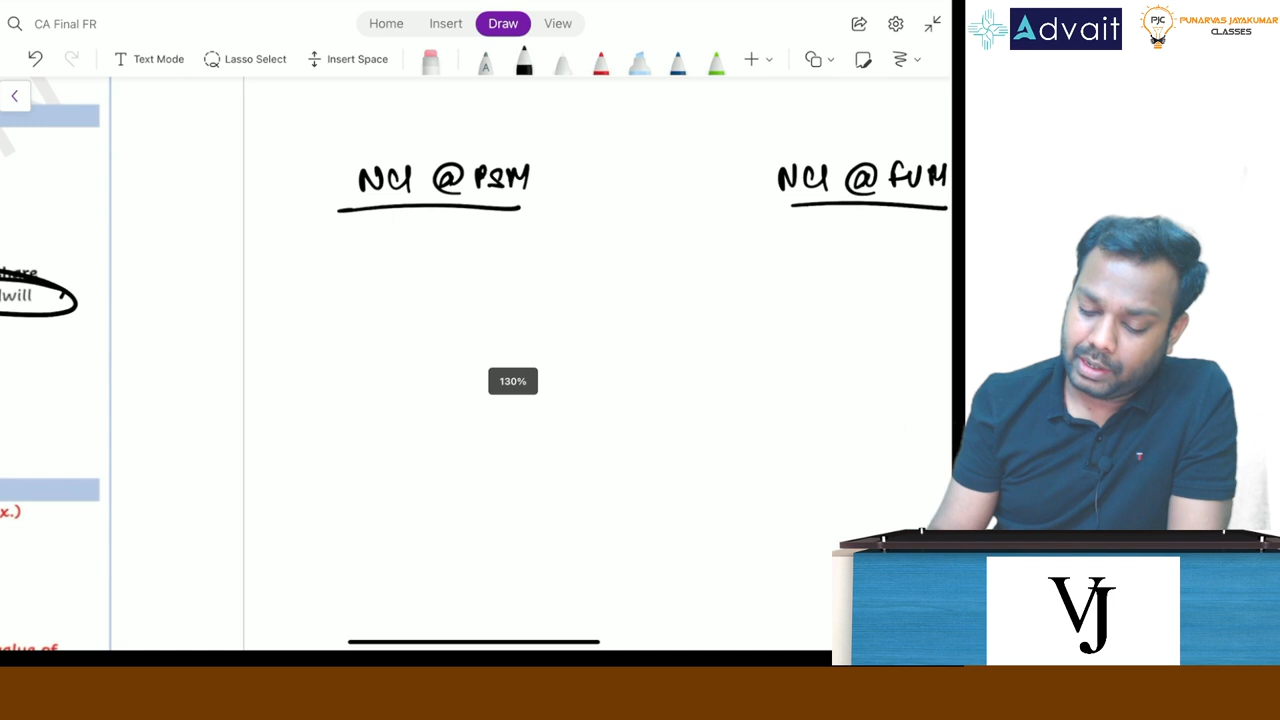 CA Final FR
Home Insert Draw View
Text Mode Lasso Select Insert Space
Advait
PJC
PUNARVAS JAYAKUMAR
CLASSES
NCI @ PSM
NCI @ FVM
130%
x.)
VJ